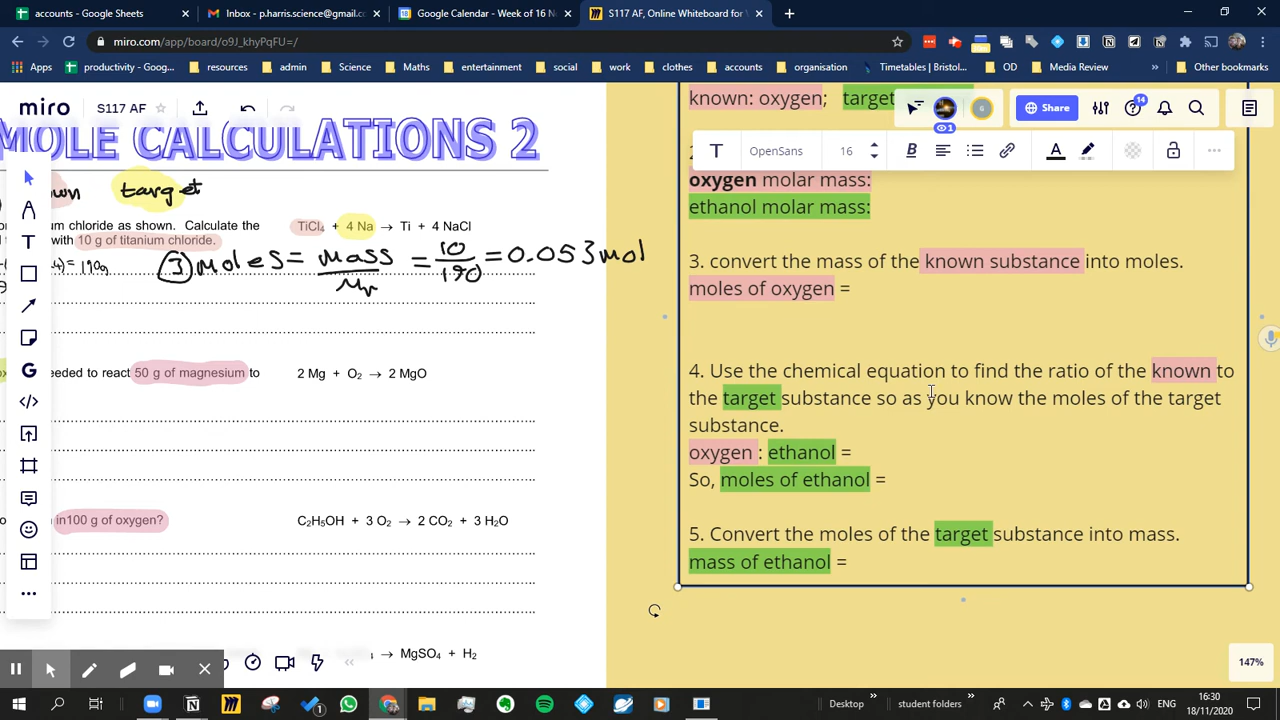 accounts - Google Sheets
Inbox - p.harris.science@gmail.co
Google Calendar - Week of 16 N
S117 AF, Online Whiteboard for
miro.com/app/board/o9J_khyPqFU=/
Apps
productivity - Goog...
resources
admin
Science
Maths
entertainment
social
work
clothes
accounts
organisation
Timetables | Bristol...
OD
Media Review
Other bookmarks
miro
S117 AF
Share
14
1
6
OpenSans
16
MOLE CALCULATIONS 2
target
nium chloride as shown. Calculate the
with 10 g of titanium chloride.
TiCl4 + 4 Na → Ti + 4 NaCl
= 190g
3 moles = mass / Mr = 10 / 190 = 0.053 mol
eeded to react 50 g of magnesium to
2 Mg + O2 → 2 MgO
in100 g of oxygen?
C2H5OH + 3 O2 → 2 CO2 + 3 H2O
MgSO4 + H2
known: oxygen; target
oxygen molar mass:
ethanol molar mass:
3. convert the mass of the known substance into moles.
moles of oxygen =
4. Use the chemical equation to find the ratio of the known to
the target substance so as you know the moles of the target
substance.
oxygen : ethanol =
So, moles of ethanol =
5. Convert the moles of the target substance into mass.
mass of ethanol =
147%
Desktop
student folders
ENG
16:30
18/11/2020